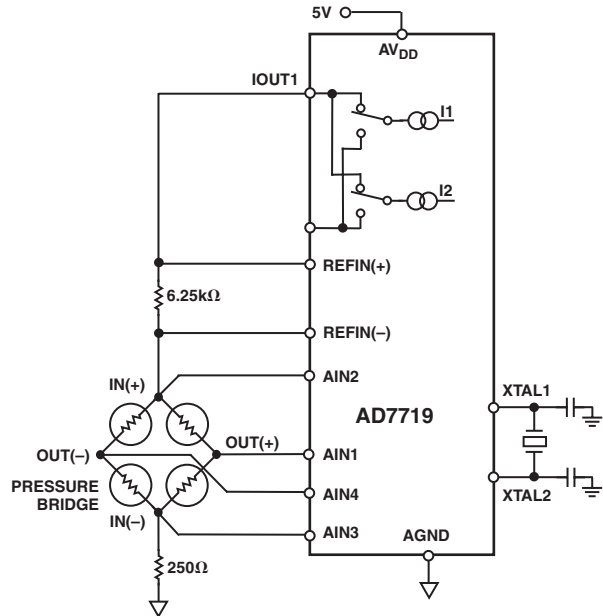 5V
AV_DD
IOUT1
I1
I2
REFIN(+)
6.25kΩ
REFIN(–)
IN(+)
AIN2
XTAL1
AD7719
OUT(+)
AIN1
OUT(–)
PRESSURE
BRIDGE
AIN4
XTAL2
IN(–)
AIN3
AGND
250Ω